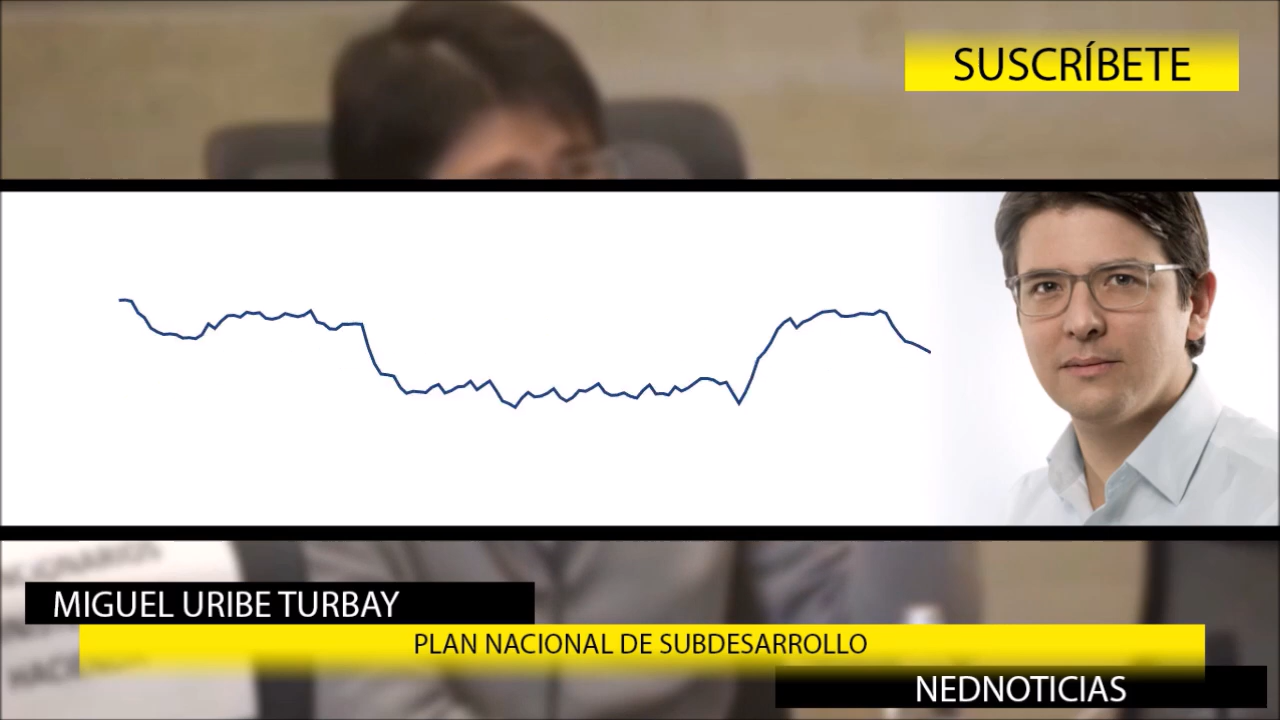 SUSCRÍBETE
MIGUEL URIBE TURBAY
PLAN NACIONAL DE SUBDESARROLLO
NEDNOTICIAS